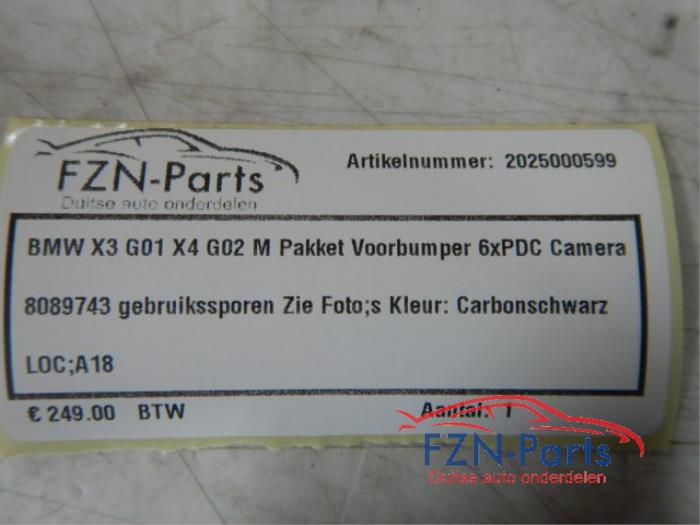 FZN-Parts
Duitse auto onderdelen
Artikelnummer: 2025000599
BMW X3 G01 X4 G02 M Pakket Voorbumper 6xPDC Camera
8089743 gebruikssporen Zie Foto;s Kleur: Carbonschwarz
LOC;A18
€ 249.00 BTW
Aantal: 1
FZN-Parts
Duitse auto onderdelen